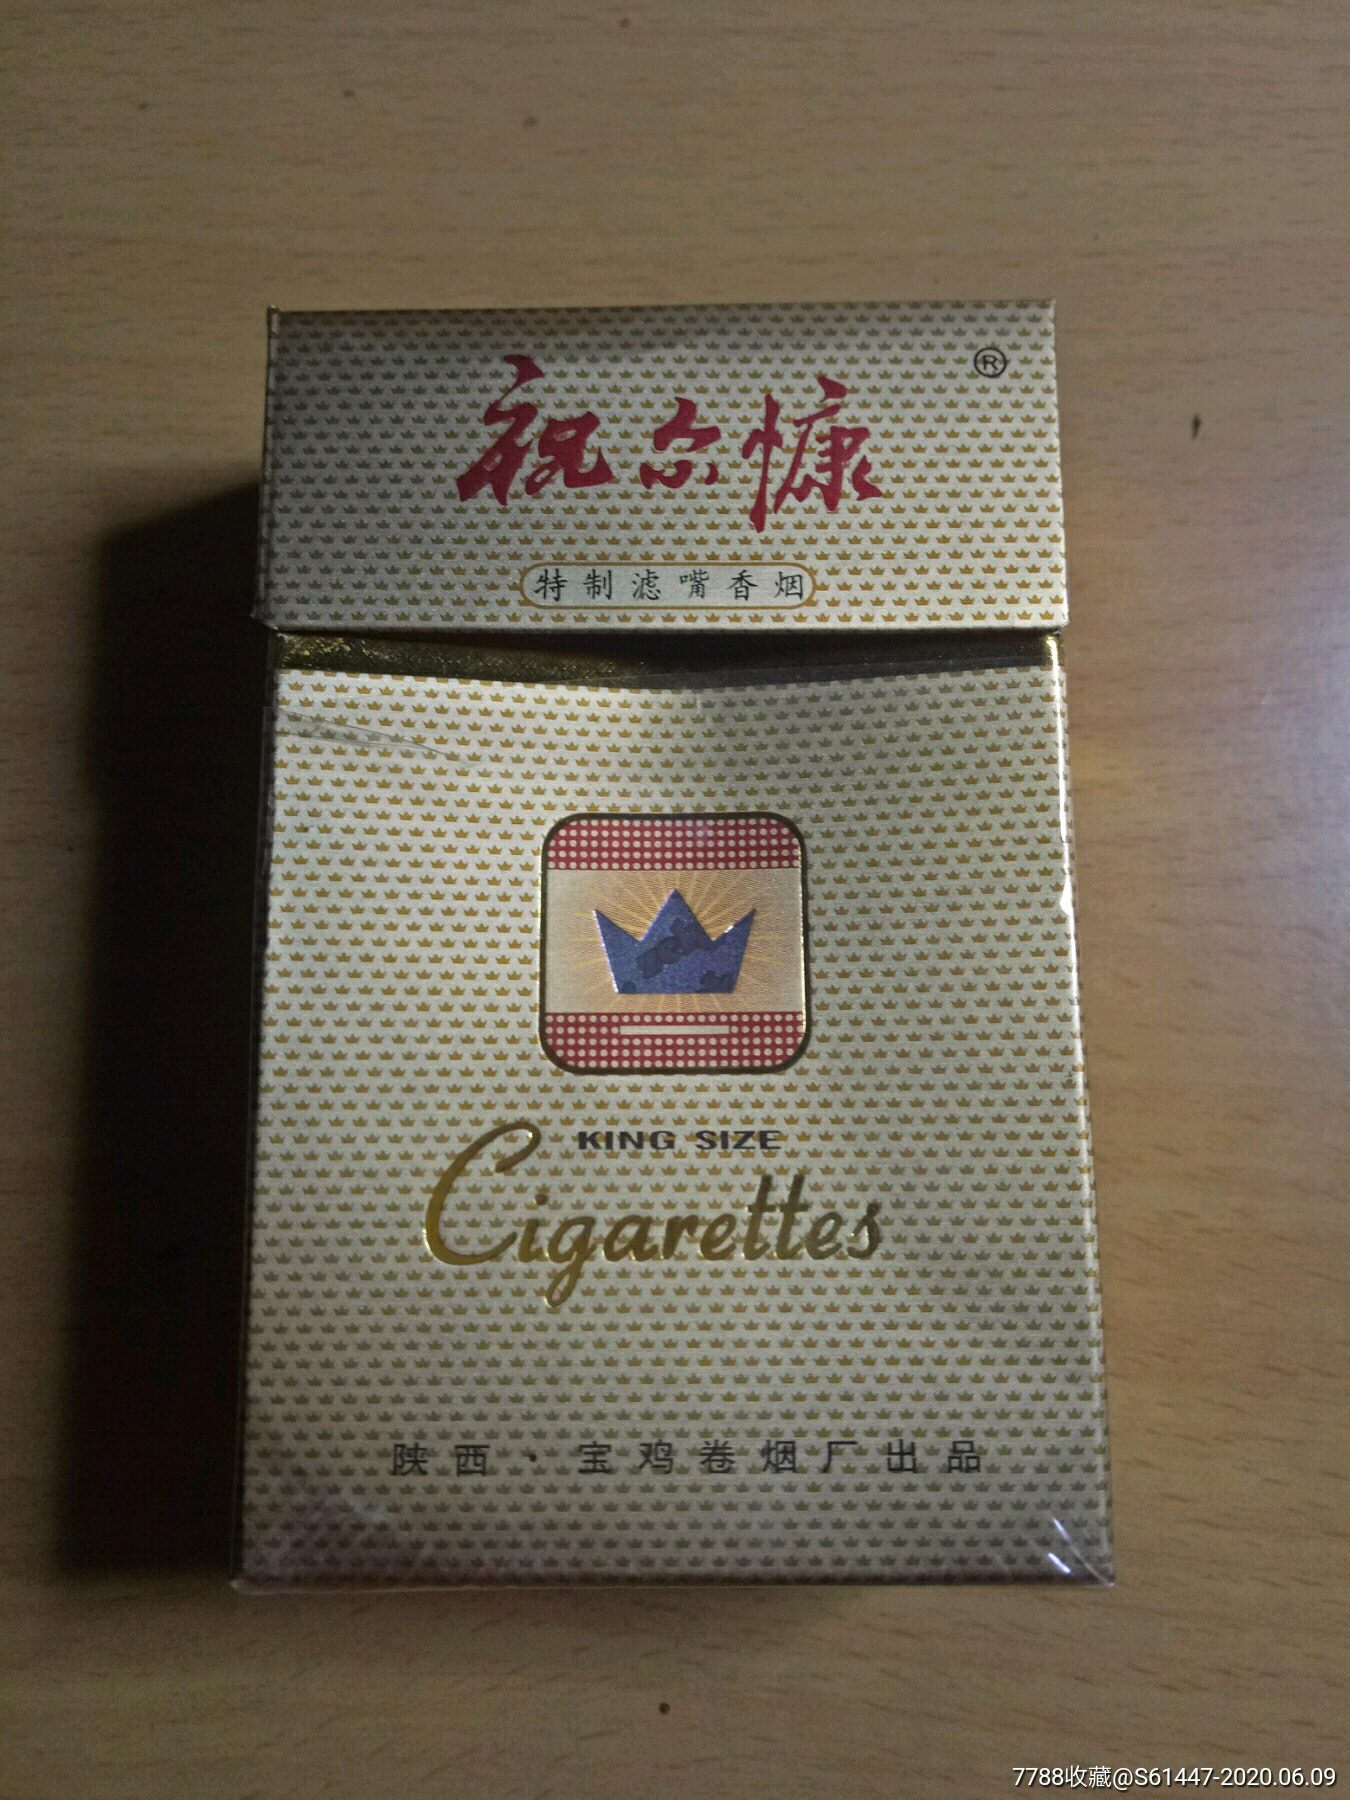 祝尔慷
®
特制滤嘴香烟
KING SIZE
Cigarettes
陕西·宝鸡卷烟厂出品
7788收藏@S61447-2020.06.09